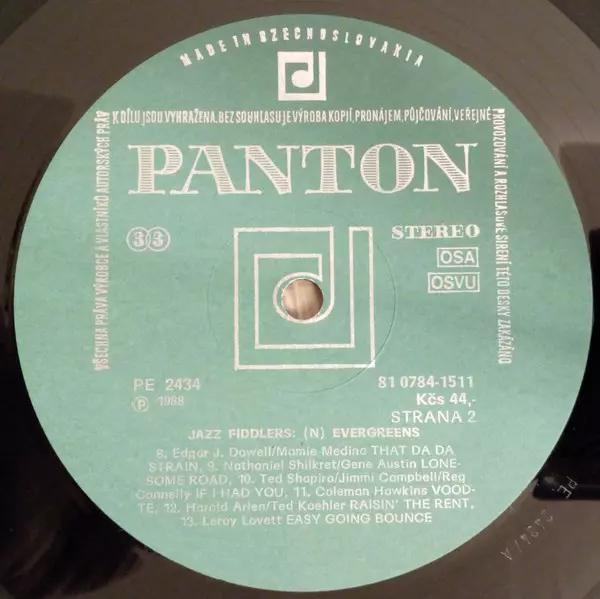 MADE IN CZECHOSLOVAKIA
VŠECHNA PRÁVA VÝROBCE A VLASTNÍKŮ AUTORSKÝCH PRÁV
K DÍLU JSOU VYHRAŽENA. BEZ SOUHLASU JE VÝROBA KOPIÍ, PRONÁJEM, PŮJČOVÁNÍ, VEŘEJNÉ
PROVOZOVÁNÍ A ROZHLASOVÉ ŠÍŘENÍ TÉTO DESKY ZAKÁZÁNO
PANTON
33
STEREO
OSA
OSVU
PE 2434
81 0784-1511
Ⓟ 1988
Kčs 44,-
STRANA 2
JAZZ FIDDLERS: (N) EVERGREENS
8. Edgar J. Dowell/Mamie Medina THAT DA DA
STRAIN, 9. Nathaniel Shilkret/Gene Austin LONE-
SOME ROAD, 10. Ted Shapiro/Jimmi Campbell/Reg
Connelly IF I HAD YOU, 11. Coleman Hawkins VOOD-
TE, 12. Harold Arlen/Ted Koehler RAISIN' THE RENT,
13. Leroy Lovett EASY GOING BOUNCE